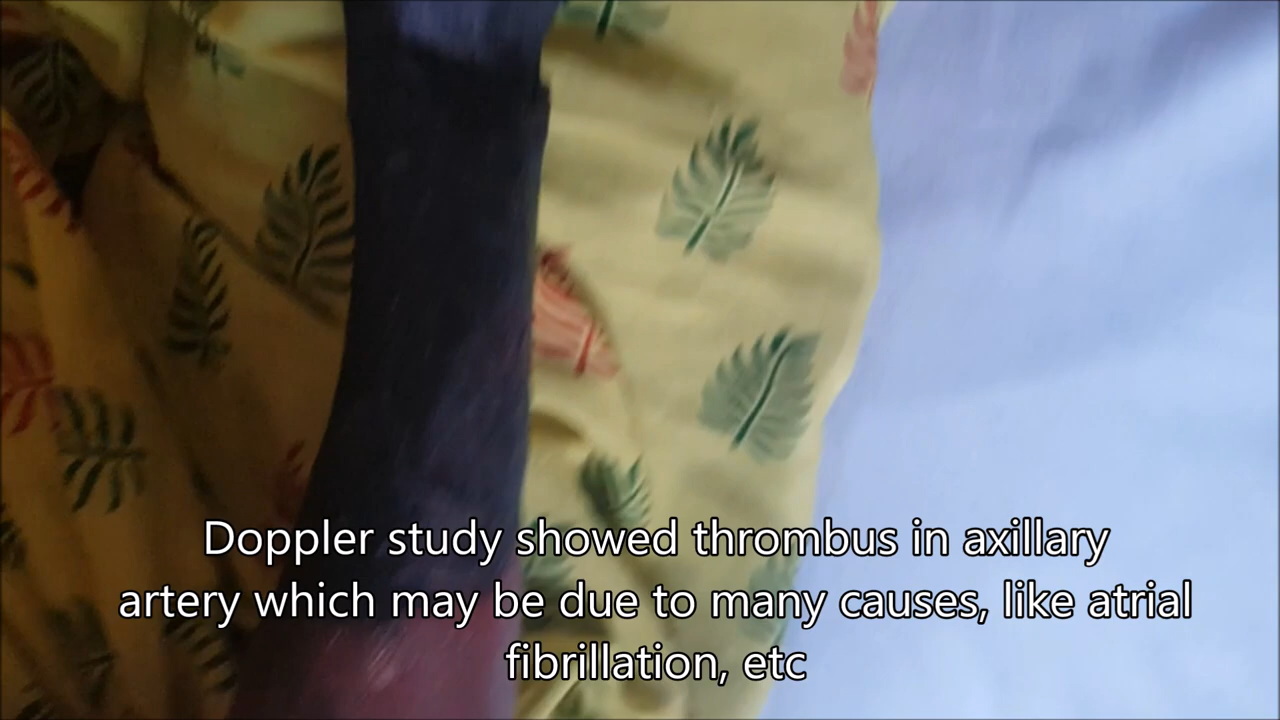 Doppler study showed thrombus in axillary
artery which may be due to many causes, like atrial
fibrillation, etc